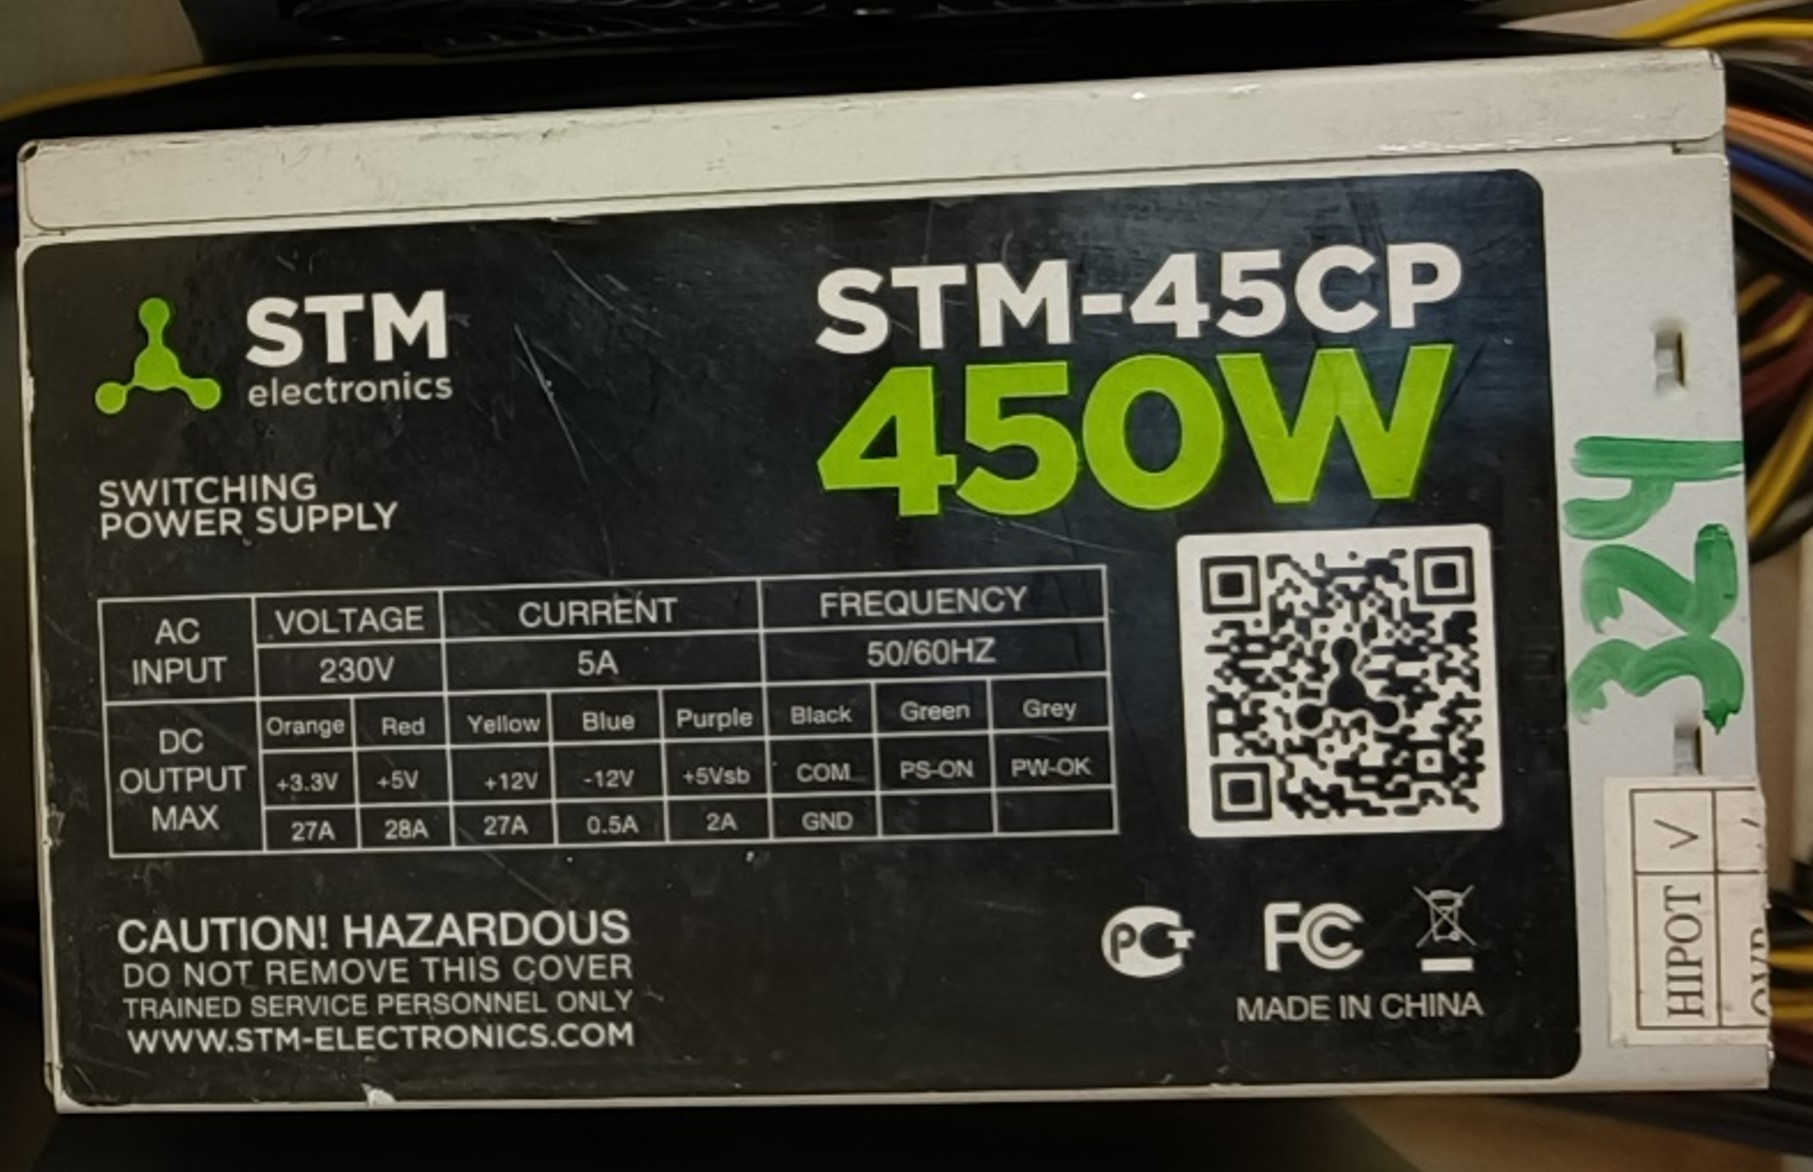 STM
electronics
STM-45CP
450W
SWITCHING
POWER SUPPLY
AC INPUT VOLTAGE CURRENT FREQUENCY
230V 5A 50/60HZ
DC OUTPUT MAX Orange Red Yellow Blue Purple Black Green Grey
+3.3V +5V +12V -12V +5Vsb COM PS-ON PW-OK
27A 28A 27A 0.5A 2A GND
CAUTION! HAZARDOUS
DO NOT REMOVE THIS COVER
TRAINED SERVICE PERSONNEL ONLY
WWW.STM-ELECTRONICS.COM
РСТ FC
MADE IN CHINA
324
HIPOT V